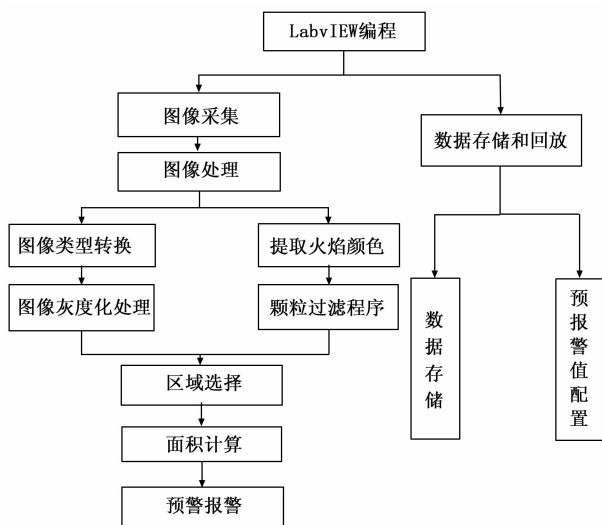 LabvIEW编程
图像采集
数据存储和回放
图像处理
图像类型转换
提取火焰颜色
图像灰度化处理
颗粒过滤程序
数据存储
预报警值配置
区域选择
面积计算
预警报警